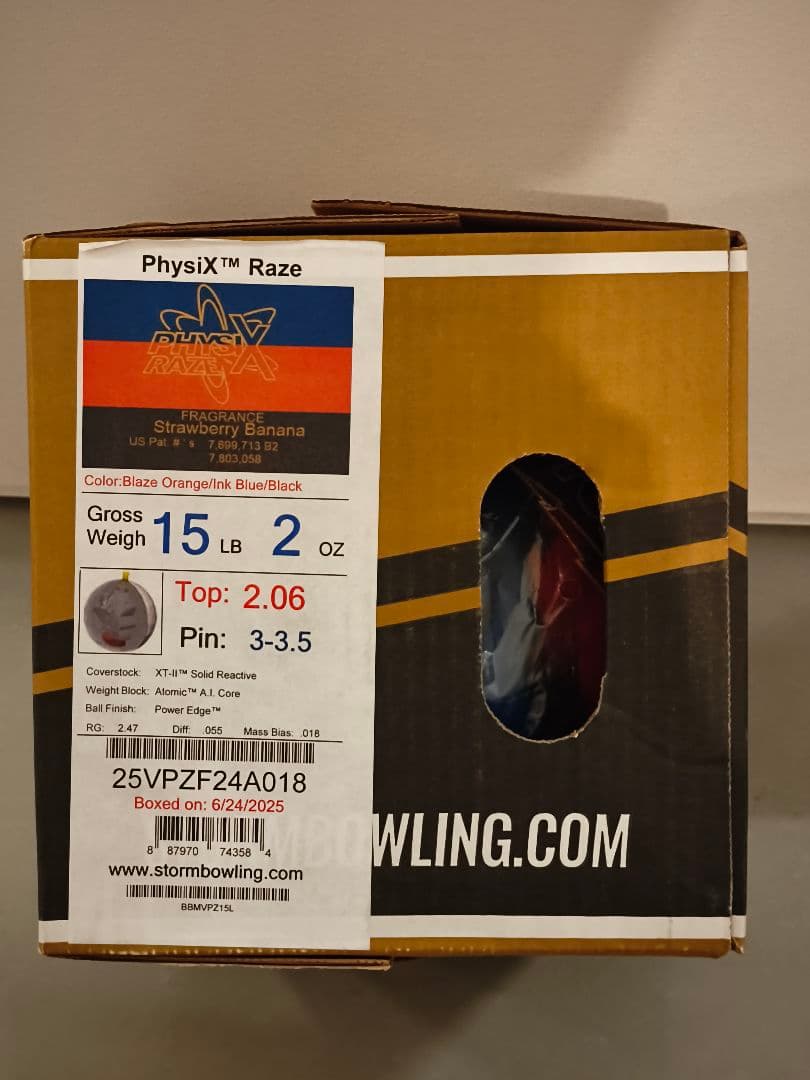 PhysiX™ Raze
PHYSIX
RAZE
FRAGRANCE
Strawberry Banana
US Pat. #'s 7,699,713 B2
7,803,058
Color:Blaze Orange/Ink Blue/Black
Gross
Weigh 15 LB 2 OZ
Top: 2.06
Pin: 3-3.5
Coverstock: XT-II™ Solid Reactive
Weight Block: Atomic™ A.I. Core
Ball Finish: Power Edge™
RG: 2.47 Diff: .055 Mass Bias: .018
25VPZF24A018
Boxed on: 6/24/2025
8 87970 74358 4
www.stormbowling.com
BBMVPZ15L
MBOWLING.COM